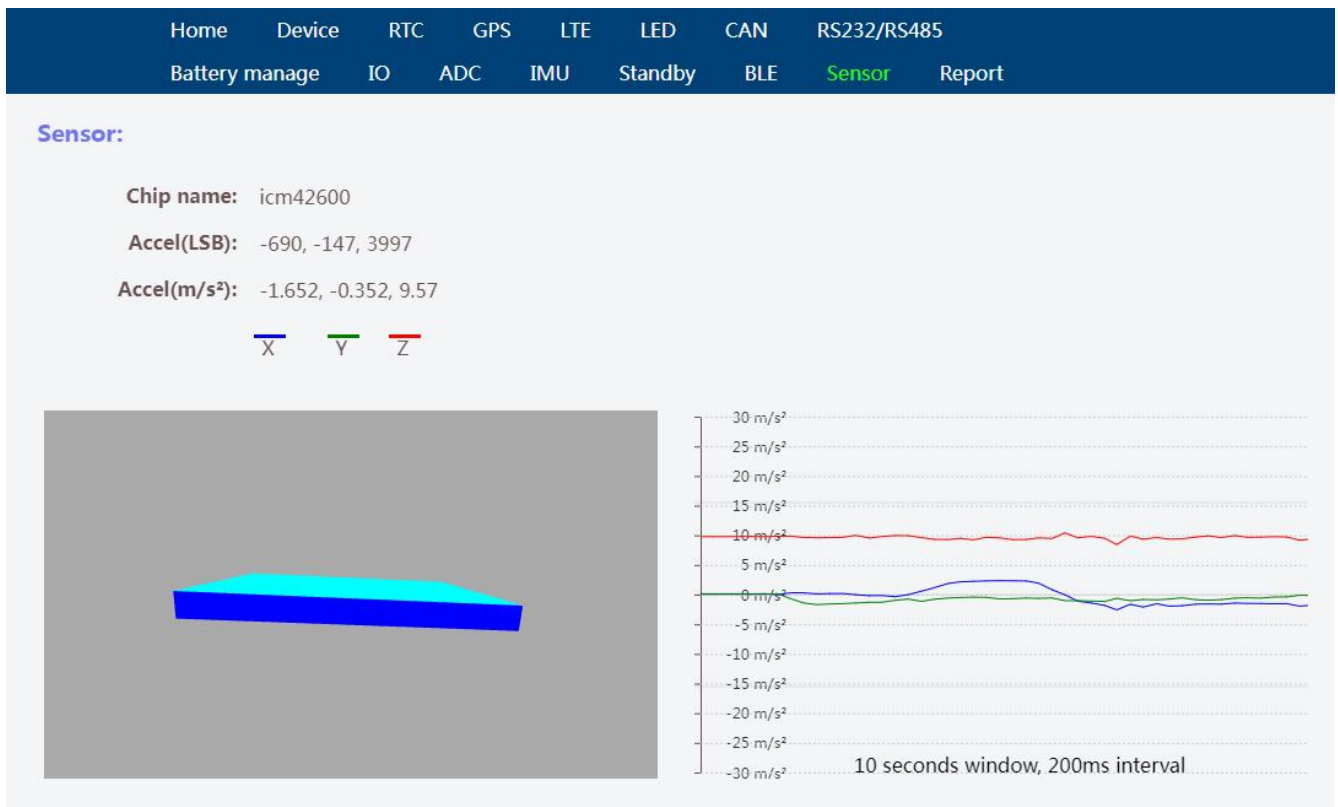 Home Device RTC GPS LTE LED CAN RS232/RS485
Battery manage IO ADC IMU Standby BLE Sensor Report
Sensor:
Chip name: icm42600
Accel(LSB): -690, -147, 3997
Accel(m/s²): -1.652, -0.352, 9.57
X Y Z
30 m/s²
25 m/s²
20 m/s²
15 m/s²
10 m/s²
5 m/s²
0 m/s²
-5 m/s²
-10 m/s²
-15 m/s²
-20 m/s²
-25 m/s²
-30 m/s²
10 seconds window, 200ms interval